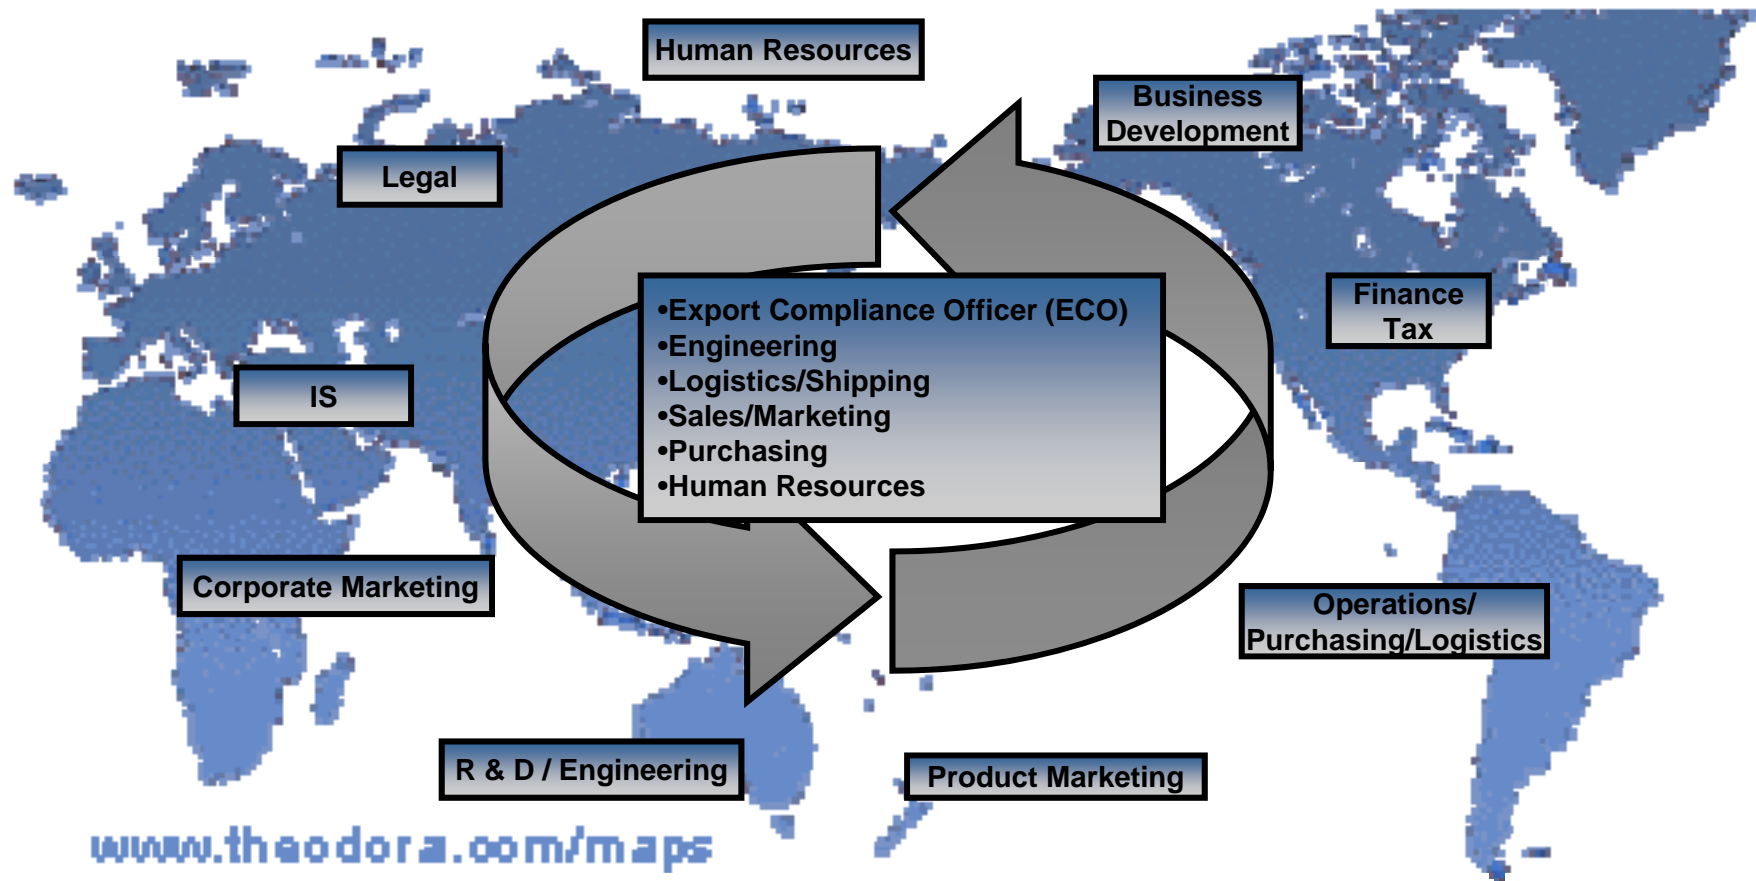 Human Resources
Business
Development
Legal
Finance
Tax
•Export Compliance Officer (ECO)
•Engineering
•Logistics/Shipping
•Sales/Marketing
•Purchasing
•Human Resources
IS
Corporate Marketing
Operations/
Purchasing/Logistics
R & D / Engineering
Product Marketing
www.theodora.com/maps